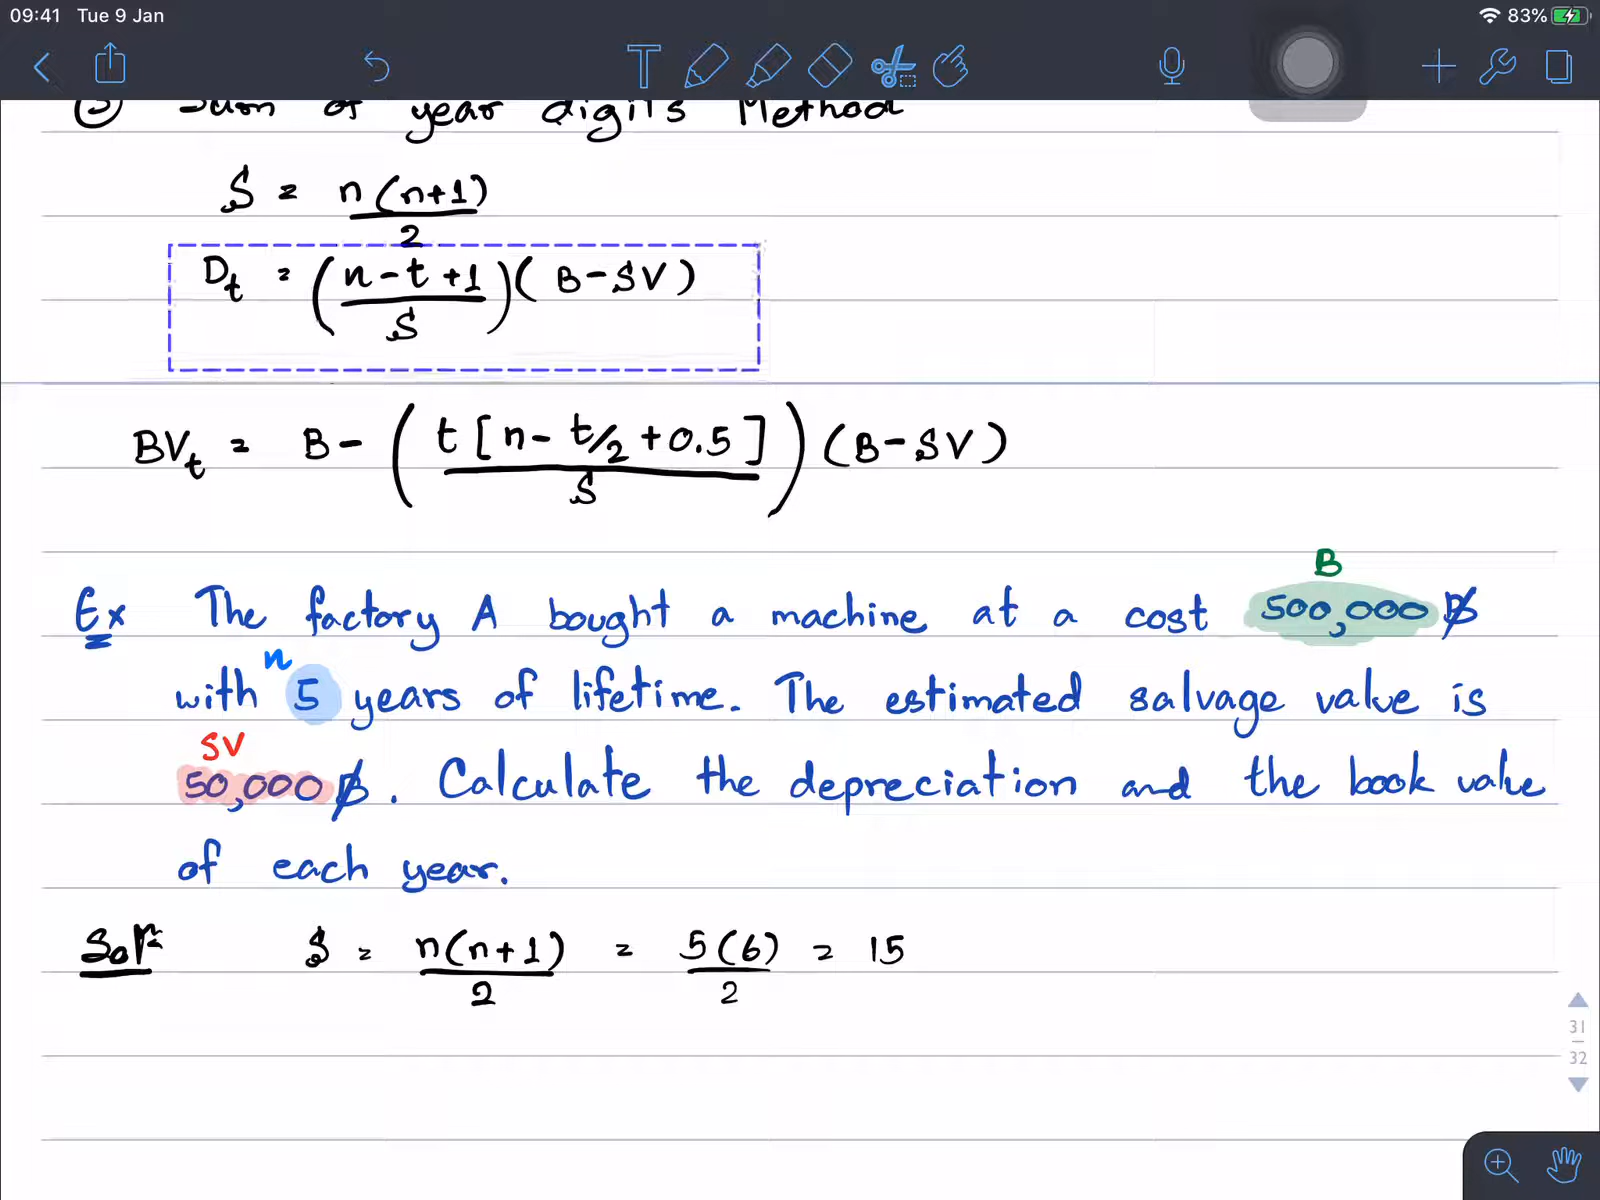 09:41 Tue 9 Jan
83%
③ Sum of year digits Method
S = n(n+1)/2
Dt = ((n-t+1)/S)(B-SV)
BVt = B-(t[n-t/2+0.5]/S)(B-SV)
B
Ex The factory A bought a machine at a cost 500,000฿
n
with 5 years of lifetime. The estimated salvage value is
SV
50,000฿. Calculate the depreciation and the book value
of each year.
Solⁿ S = n(n+1)/2 = 5(6)/2 = 15
31
32